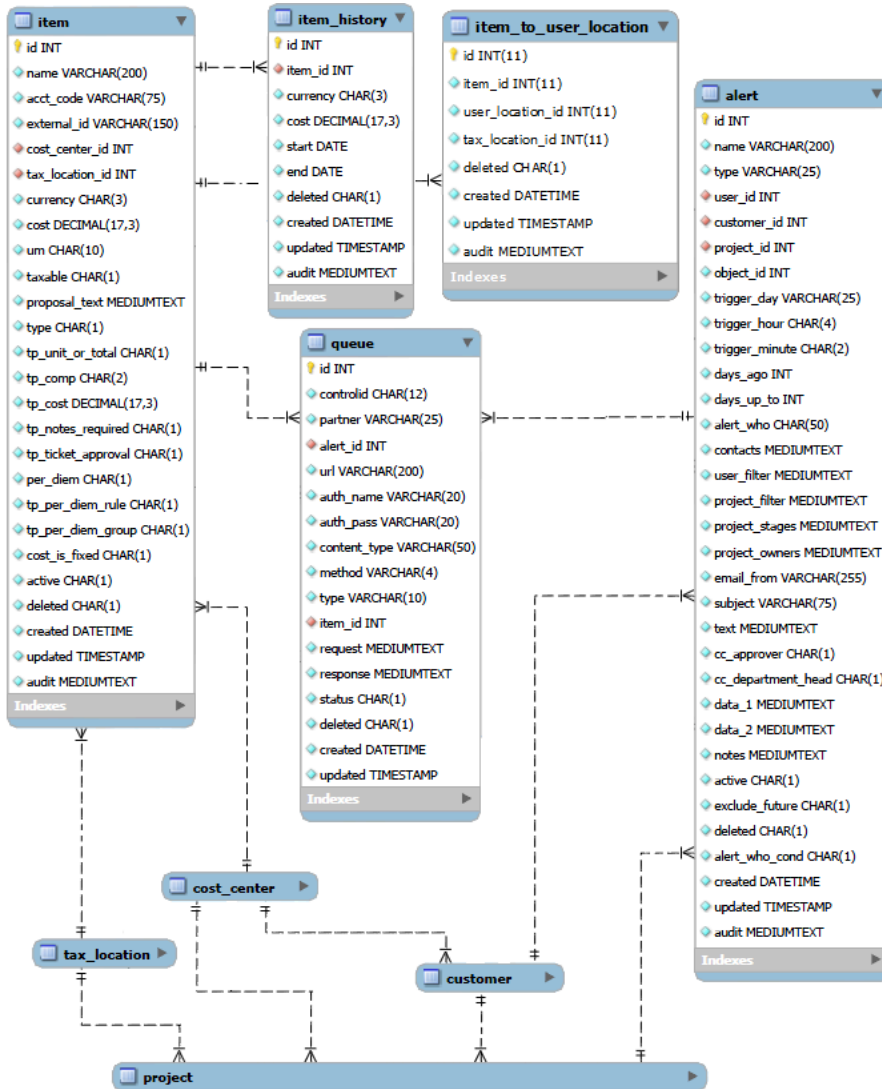 item
id INT
name VARCHAR(200)
acct_code VARCHAR(75)
external_id VARCHAR(150)
cost_center_id INT
tax_location_id INT
currency CHAR(3)
cost DECIMAL(17,3)
um CHAR(10)
taxable CHAR(1)
proposal_text MEDIUMTEXT
type CHAR(1)
tp_unit_or_total CHAR(1)
tp_comp CHAR(2)
tp_cost DECIMAL(17,3)
tp_notes_required CHAR(1)
tp_ticket_approval CHAR(1)
per_diem CHAR(1)
tp_per_diem_rule CHAR(1)
tp_per_diem_group CHAR(1)
cost_is_fixed CHAR(1)
active CHAR(1)
deleted CHAR(1)
created DATETIME
updated TIMESTAMP
audit MEDIUMTEXT
Indexes
item_history
id INT
item_id INT
currency CHAR(3)
cost DECIMAL(17,3)
start DATE
end DATE
deleted CHAR(1)
created DATETIME
updated TIMESTAMP
audit MEDIUMTEXT
Indexes
item_to_user_location
id INT(11)
item_id INT(11)
user_location_id INT(11)
tax_location_id INT(11)
deleted CHAR(1)
created DATETIME
updated TIMESTAMP
audit MEDIUMTEXT
Indexes
queue
id INT
controlid CHAR(12)
partner VARCHAR(25)
alert_id INT
url VARCHAR(200)
auth_name VARCHAR(20)
auth_pass VARCHAR(20)
content_type VARCHAR(50)
method VARCHAR(4)
type VARCHAR(10)
item_id INT
request MEDIUMTEXT
response MEDIUMTEXT
status CHAR(1)
deleted CHAR(1)
created DATETIME
updated TIMESTAMP
Indexes
alert
id INT
name VARCHAR(200)
type VARCHAR(25)
user_id INT
customer_id INT
project_id INT
object_id INT
trigger_day VARCHAR(25)
trigger_hour CHAR(4)
trigger_minute CHAR(2)
days_ago INT
days_up_to INT
alert_who CHAR(50)
contacts MEDIUMTEXT
user_filter MEDIUMTEXT
project_filter MEDIUMTEXT
project_stages MEDIUMTEXT
project_owners MEDIUMTEXT
email_from VARCHAR(255)
subject VARCHAR(75)
text MEDIUMTEXT
cc_approver CHAR(1)
cc_department_head CHAR(1)
data_1 MEDIUMTEXT
data_2 MEDIUMTEXT
notes MEDIUMTEXT
active CHAR(1)
exclude_future CHAR(1)
deleted CHAR(1)
alert_who_cond CHAR(1)
created DATETIME
updated TIMESTAMP
audit MEDIUMTEXT
Indexes
cost_center
tax_location
customer
project